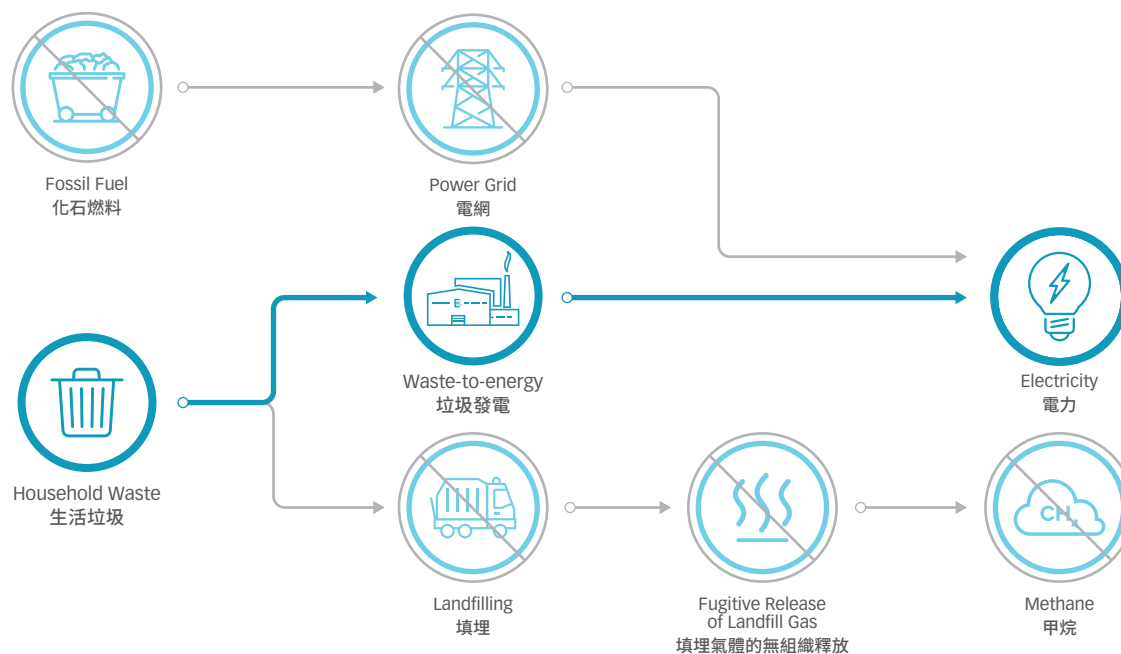 Fossil Fuel
化石燃料
Power Grid
電網
Waste-to-energy
垃圾發電
Electricity
電力
Household Waste
生活垃圾
CH4
Landfilling
填埋
Fugitive Release
of Landfill Gas
填埋氣體的無組織釋放
Methane
甲烷